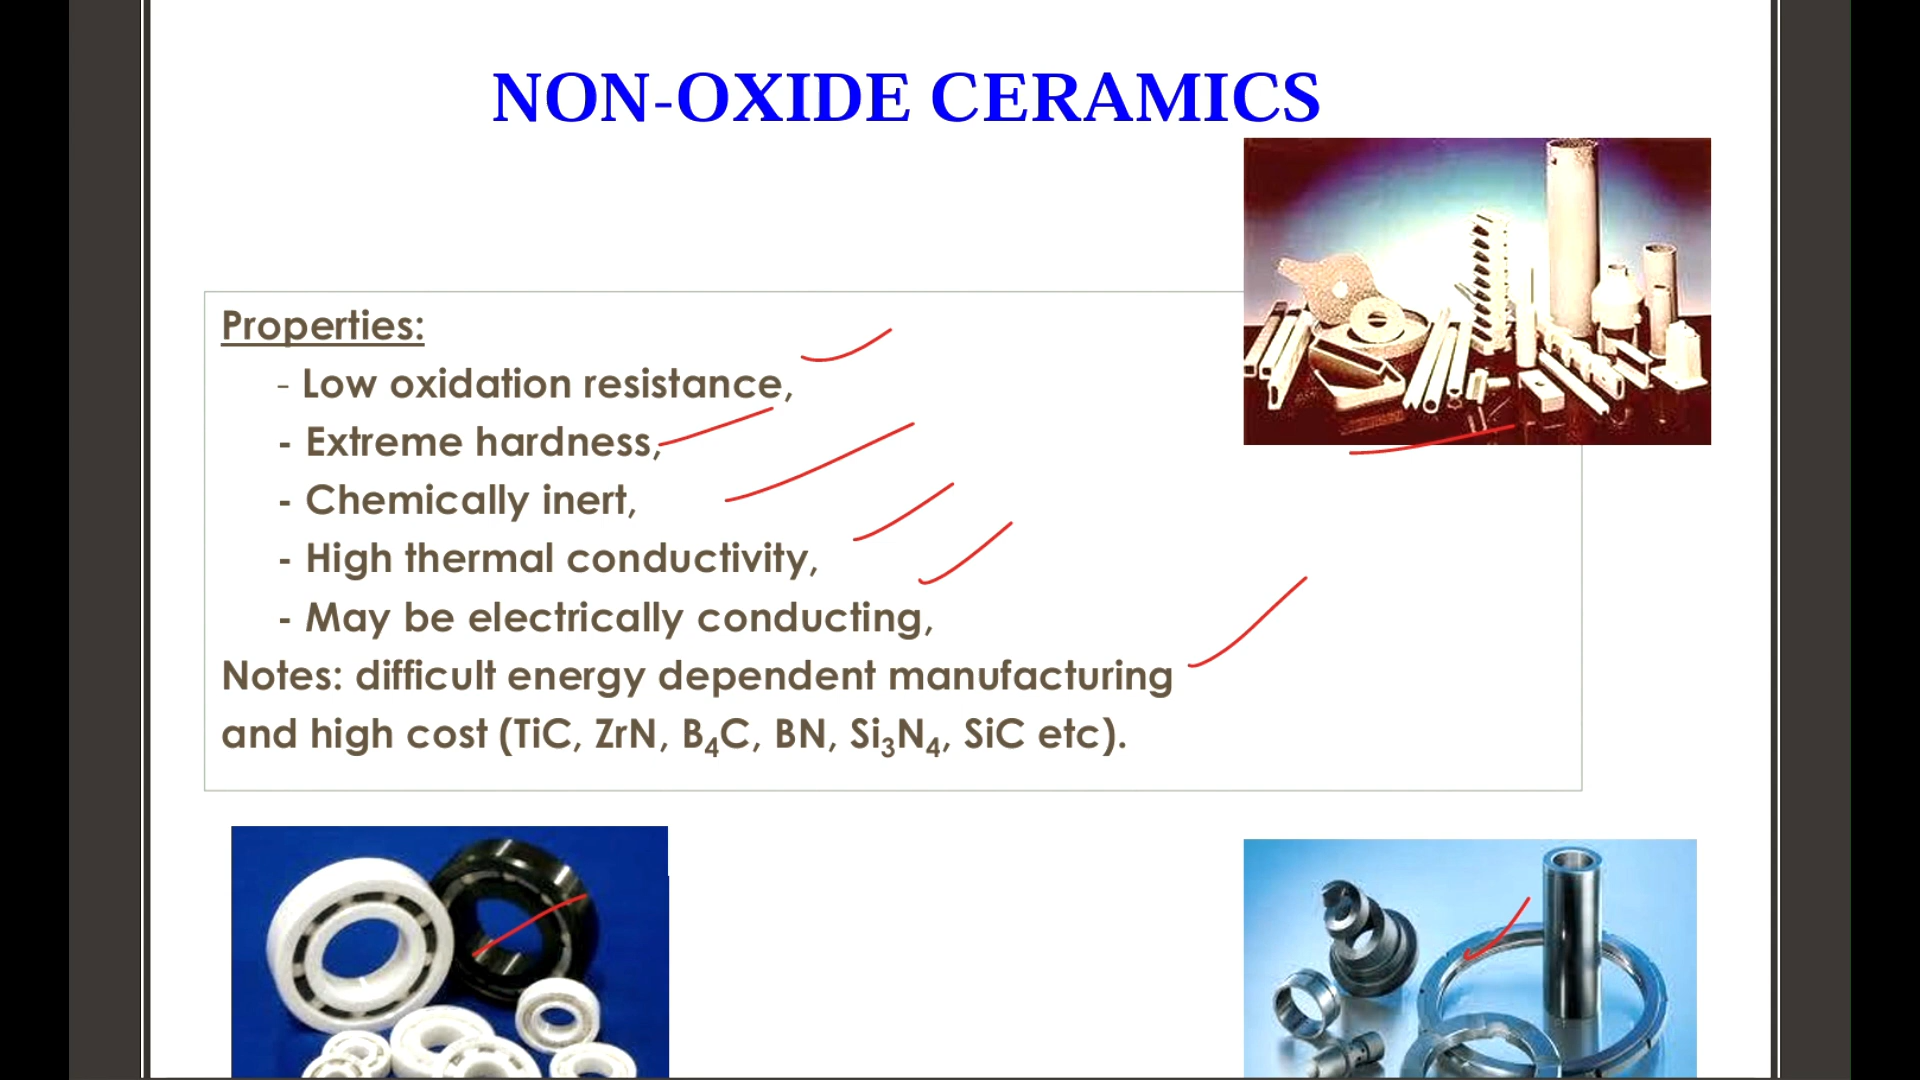 NON-OXIDE CERAMICS
Properties:
- Low oxidation resistance,
- Extreme hardness,
- Chemically inert,
- High thermal conductivity,
- May be electrically conducting,
Notes: difficult energy dependent manufacturing
and high cost (TiC, ZrN, B₄C, BN, Si₃N₄, SiC etc).